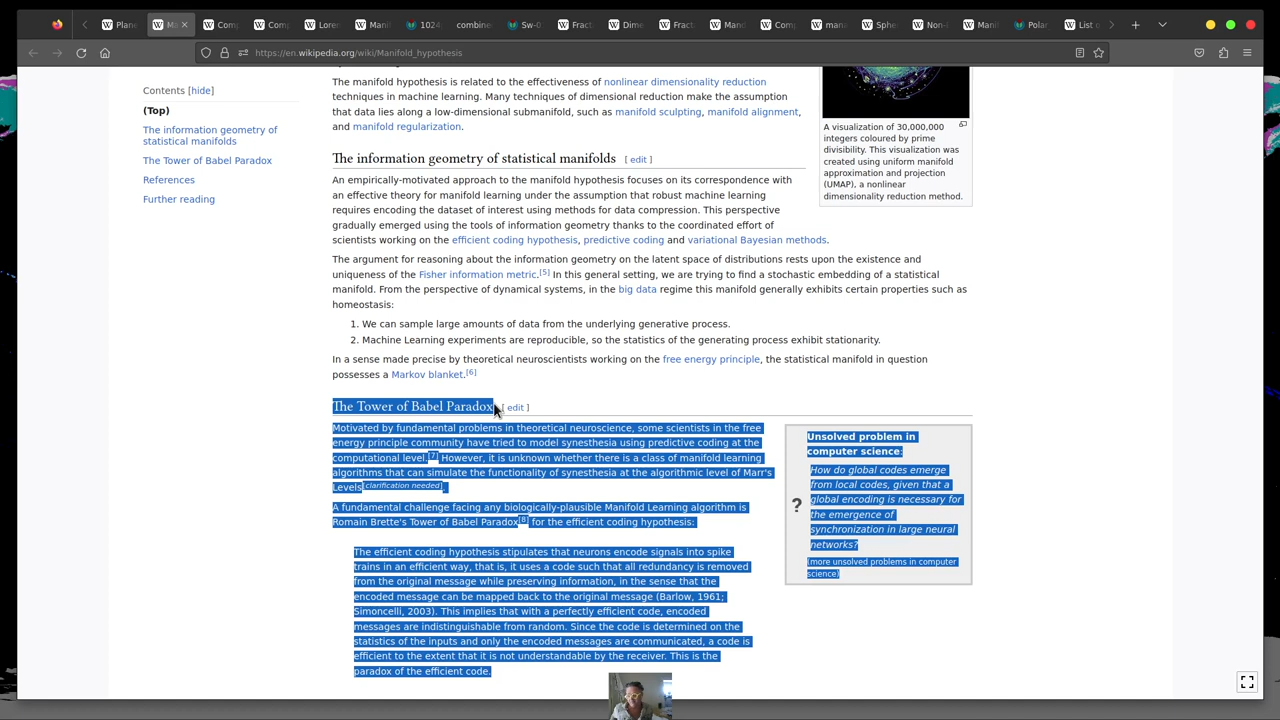 Plane
Ma
Com
Com
Loren
Mani
1024:
combine
Sw-0
Fract
Dime
Fracta
Mand
Com
man
Sphe
Non-
Mani
Polar
List o
https://en.wikipedia.org/wiki/Manifold_hypothesis
Contents [hide]
(Top)
The information geometry of
statistical manifolds
The Tower of Babel Paradox
References
Further reading
The manifold hypothesis is related to the effectiveness of nonlinear dimensionality reduction
techniques in machine learning. Many techniques of dimensional reduction make the assumption
that data lies along a low-dimensional submanifold, such as manifold sculpting, manifold alignment,
and manifold regularization.
A visualization of 30,000,000
integers coloured by prime
divisibility. This visualization was
created using uniform manifold
approximation and projection
(UMAP), a nonlinear
dimensionality reduction method.
The information geometry of statistical manifolds [ edit ]
An empirically-motivated approach to the manifold hypothesis focuses on its correspondence with
an effective theory for manifold learning under the assumption that robust machine learning
requires encoding the dataset of interest using methods for data compression. This perspective
gradually emerged using the tools of information geometry thanks to the coordinated effort of
scientists working on the efficient coding hypothesis, predictive coding and variational Bayesian methods.
The argument for reasoning about the information geometry on the latent space of distributions rests upon the existence and
uniqueness of the Fisher information metric.[5] In this general setting, we are trying to find a stochastic embedding of a statistical
manifold. From the perspective of dynamical systems, in the big data regime this manifold generally exhibits certain properties such as
homeostasis:
1. We can sample large amounts of data from the underlying generative process.
2. Machine Learning experiments are reproducible, so the statistics of the generating process exhibit stationarity.
In a sense made precise by theoretical neuroscientists working on the free energy principle, the statistical manifold in question
possesses a Markov blanket.[6]
The Tower of Babel Paradox [ edit ]
Motivated by fundamental problems in theoretical neuroscience, some scientists in the free
energy principle community have tried to model synesthesia using predictive coding at the
computational level.[7] However, it is unknown whether there is a class of manifold learning
algorithms that can simulate the functionality of synesthesia at the algorithmic level of Marr's
Levels[clarification needed].
A fundamental challenge facing any biologically-plausible Manifold Learning algorithm is
Romain Brette's Tower of Babel Paradox[8] for the efficient coding hypothesis:
The efficient coding hypothesis stipulates that neurons encode signals into spike
trains in an efficient way, that is, it uses a code such that all redundancy is removed
from the original message while preserving information, in the sense that the
encoded message can be mapped back to the original message (Barlow, 1961;
Simoncelli, 2003). This implies that with a perfectly efficient code, encoded
messages are indistinguishable from random. Since the code is determined on the
statistics of the inputs and only the encoded messages are communicated, a code is
efficient to the extent that it is not understandable by the receiver. This is the
paradox of the efficient code.
Unsolved problem in
computer science:
?
How do global codes emerge
from local codes, given that a
global encoding is necessary for
the emergence of
synchronization in large neural
networks?
(more unsolved problems in computer
science)